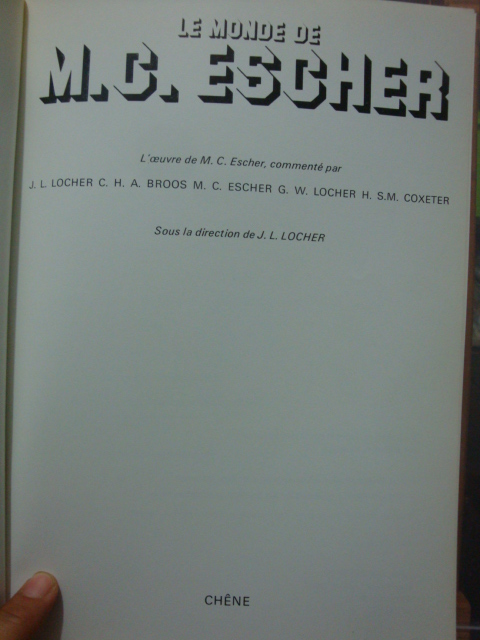 LE MONDE DE
M.C. ESCHER
L'œuvre de M. C. Escher, commenté par
J. L. LOCHER C. H. A. BROOS M. C. ESCHER G. W. LOCHER H. S.M. COXETER
Sous la direction de J. L. LOCHER
CHÊNE